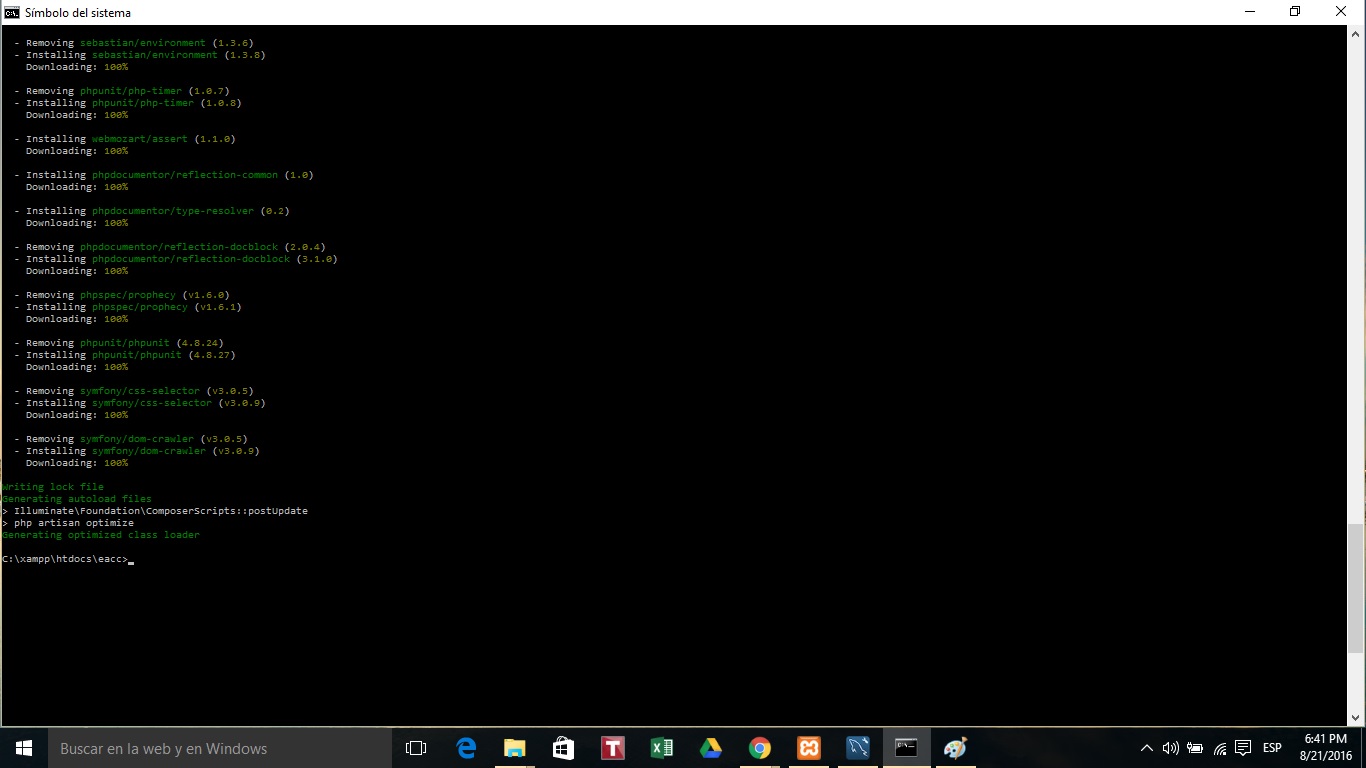 Símbolo del sistema
- Removing sebastian/environment (1.3.6)
- Installing sebastian/environment (1.3.8)
Downloading: 100%
- Removing phpunit/php-timer (1.0.7)
- Installing phpunit/php-timer (1.0.8)
Downloading: 100%
- Installing webmozart/assert (1.1.0)
Downloading: 100%
- Installing phpdocumentor/reflection-common (1.0)
Downloading: 100%
- Installing phpdocumentor/type-resolver (0.2)
Downloading: 100%
- Removing phpdocumentor/reflection-docblock (2.0.4)
- Installing phpdocumentor/reflection-docblock (3.1.0)
Downloading: 100%
- Removing phpspec/prophecy (v1.6.0)
- Installing phpspec/prophecy (v1.6.1)
Downloading: 100%
- Removing phpunit/phpunit (4.8.24)
- Installing phpunit/phpunit (4.8.27)
Downloading: 100%
- Removing symfony/css-selector (v3.0.5)
- Installing symfony/css-selector (v3.0.9)
Downloading: 100%
- Removing symfony/dom-crawler (v3.0.5)
- Installing symfony/dom-crawler (v3.0.9)
Downloading: 100%
Writing lock file
Generating autoload files
> Illuminate\Foundation\ComposerScripts::postUpdate
> php artisan optimize
Generating optimized class loader
C:\xampp\htdocs\eacc>
Buscar en la web y en Windows
ESP
6:41 PM
8/21/2016